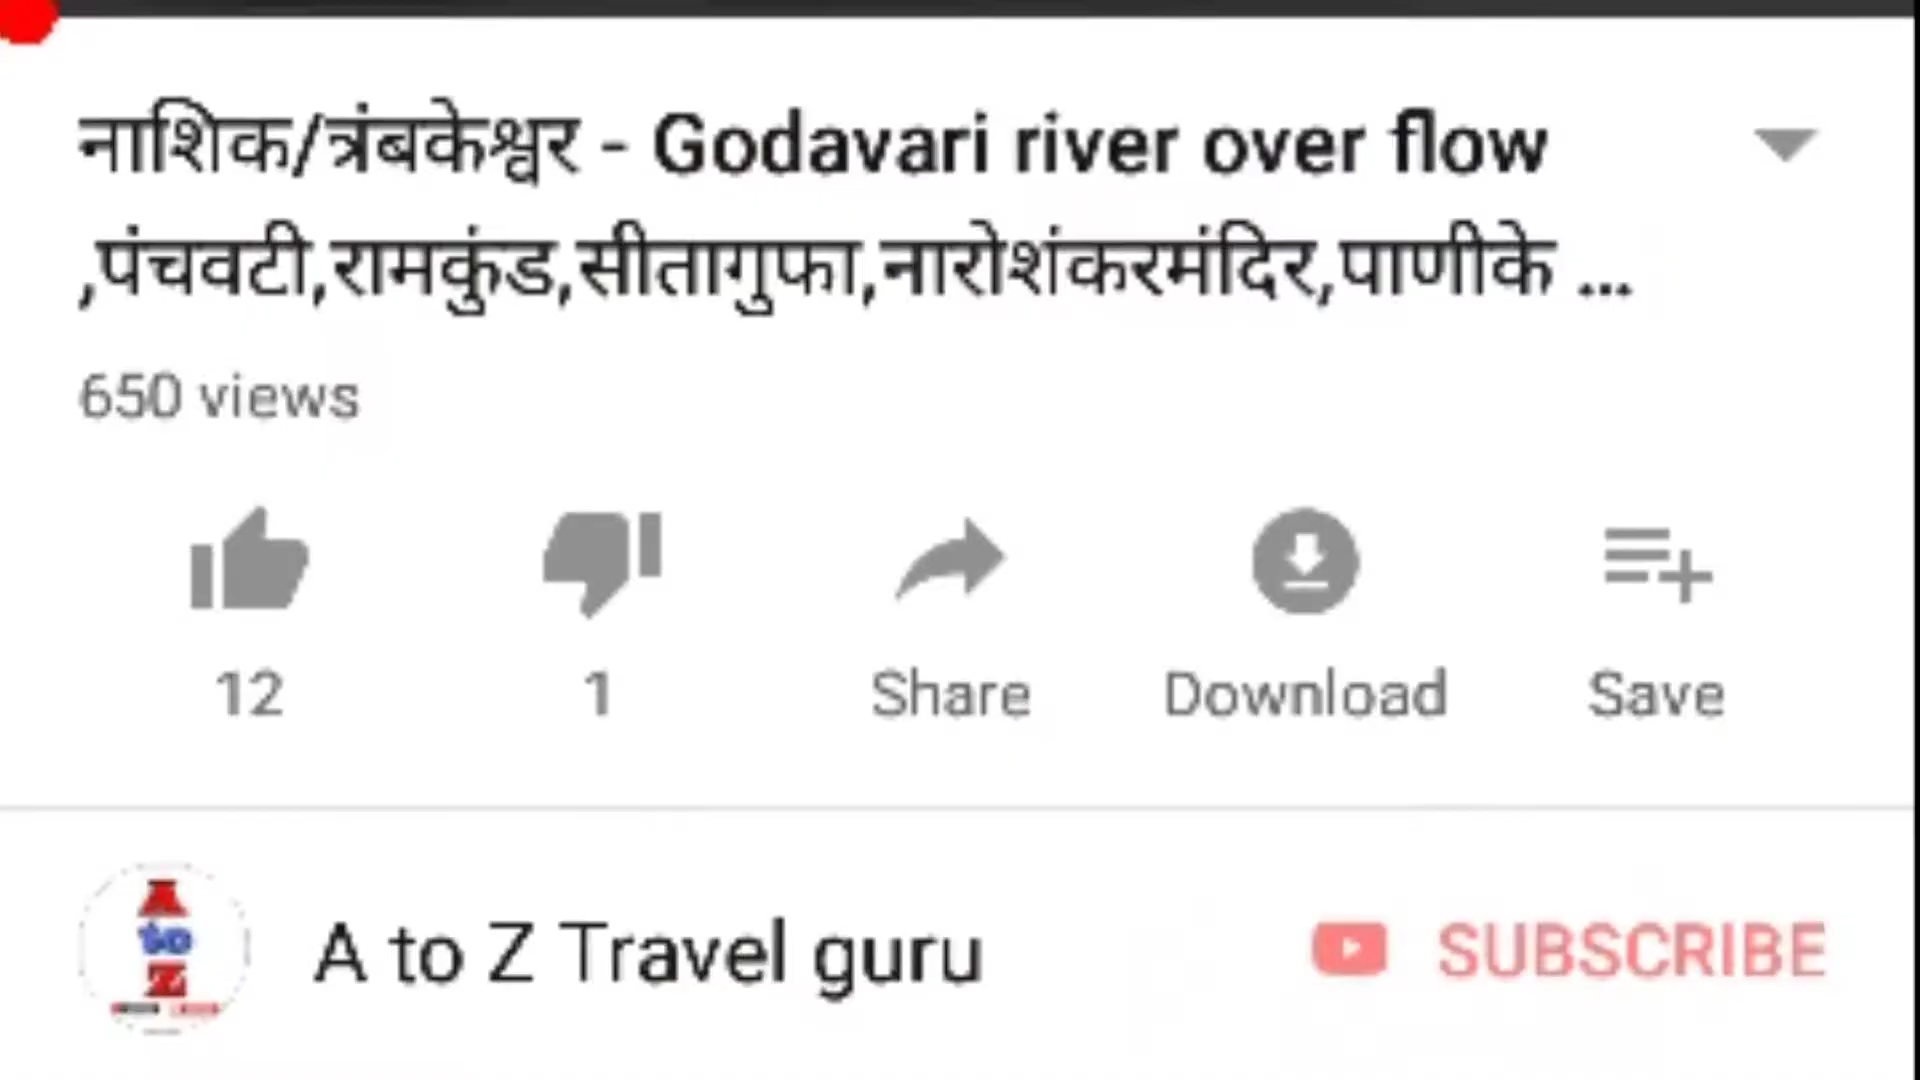 नाशिक/त्रंबकेश्वर - Godavari river over flow
,पंचवटी,रामकुंड,सीतागुफा,नारोशंकरमंदिर,पाणीके ...
650 views
12 1 Share Download Save
A
to
Z
A to Z Travel guru SUBSCRIBE